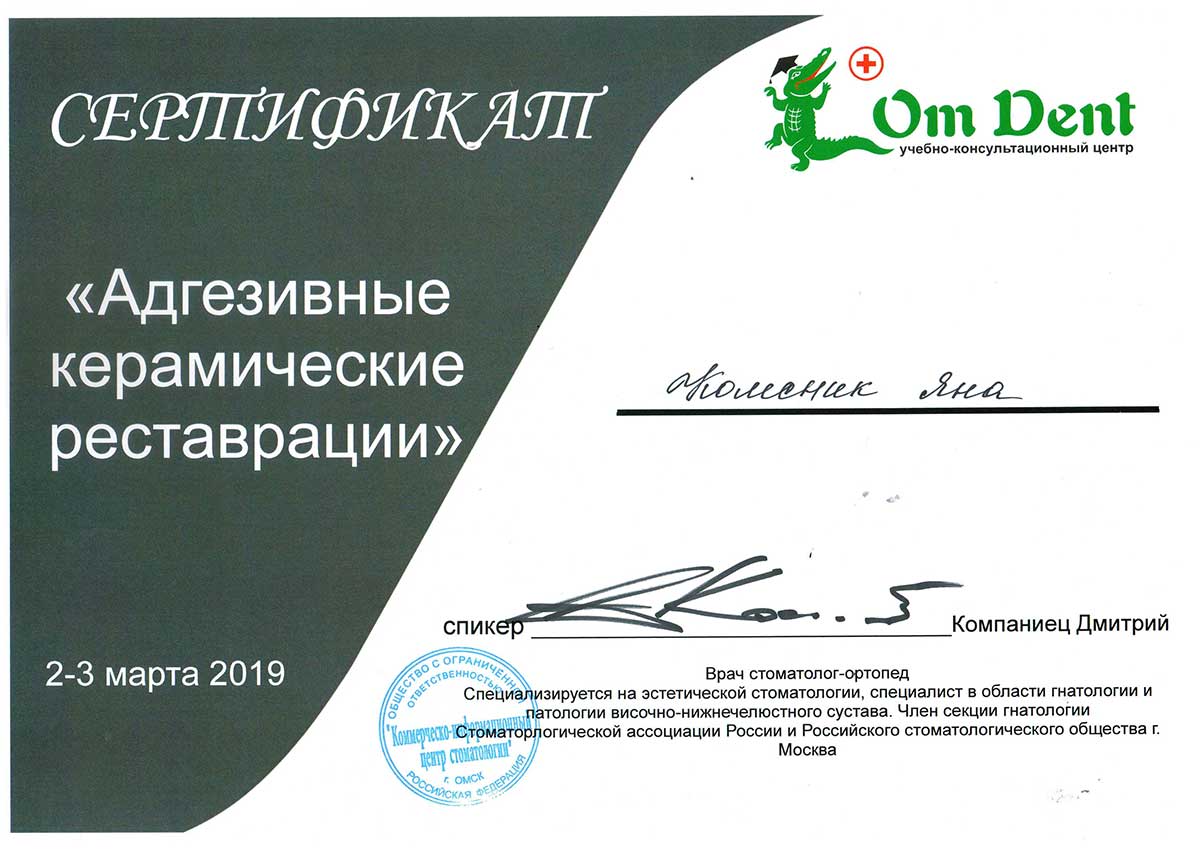 СЕРТИФИКАТ
Om Dent
учебно-консультационный центр
«Адгезивные
керамические
реставрации»
Колесник Яна
спикер Компаниец Дмитрий
2-3 марта 2019
Врач стоматолог-ортопед
Специализируется на эстетической стоматологии, специалист в области гнатологии и
патологии височно-нижнечелюстного сустава. Член секции гнатологии
Стоматорлогической ассоциации России и Российского стоматологического общества г.
Москва
ОБЩЕСТВО С ОГРАНИЧЕННОЙ
ОТВЕТСТВЕННОСТЬЮ
"Коммерческо-информационный
центр стоматологии"
г. ОМСК
РОССИЙСКАЯ ФЕДЕРАЦИЯ